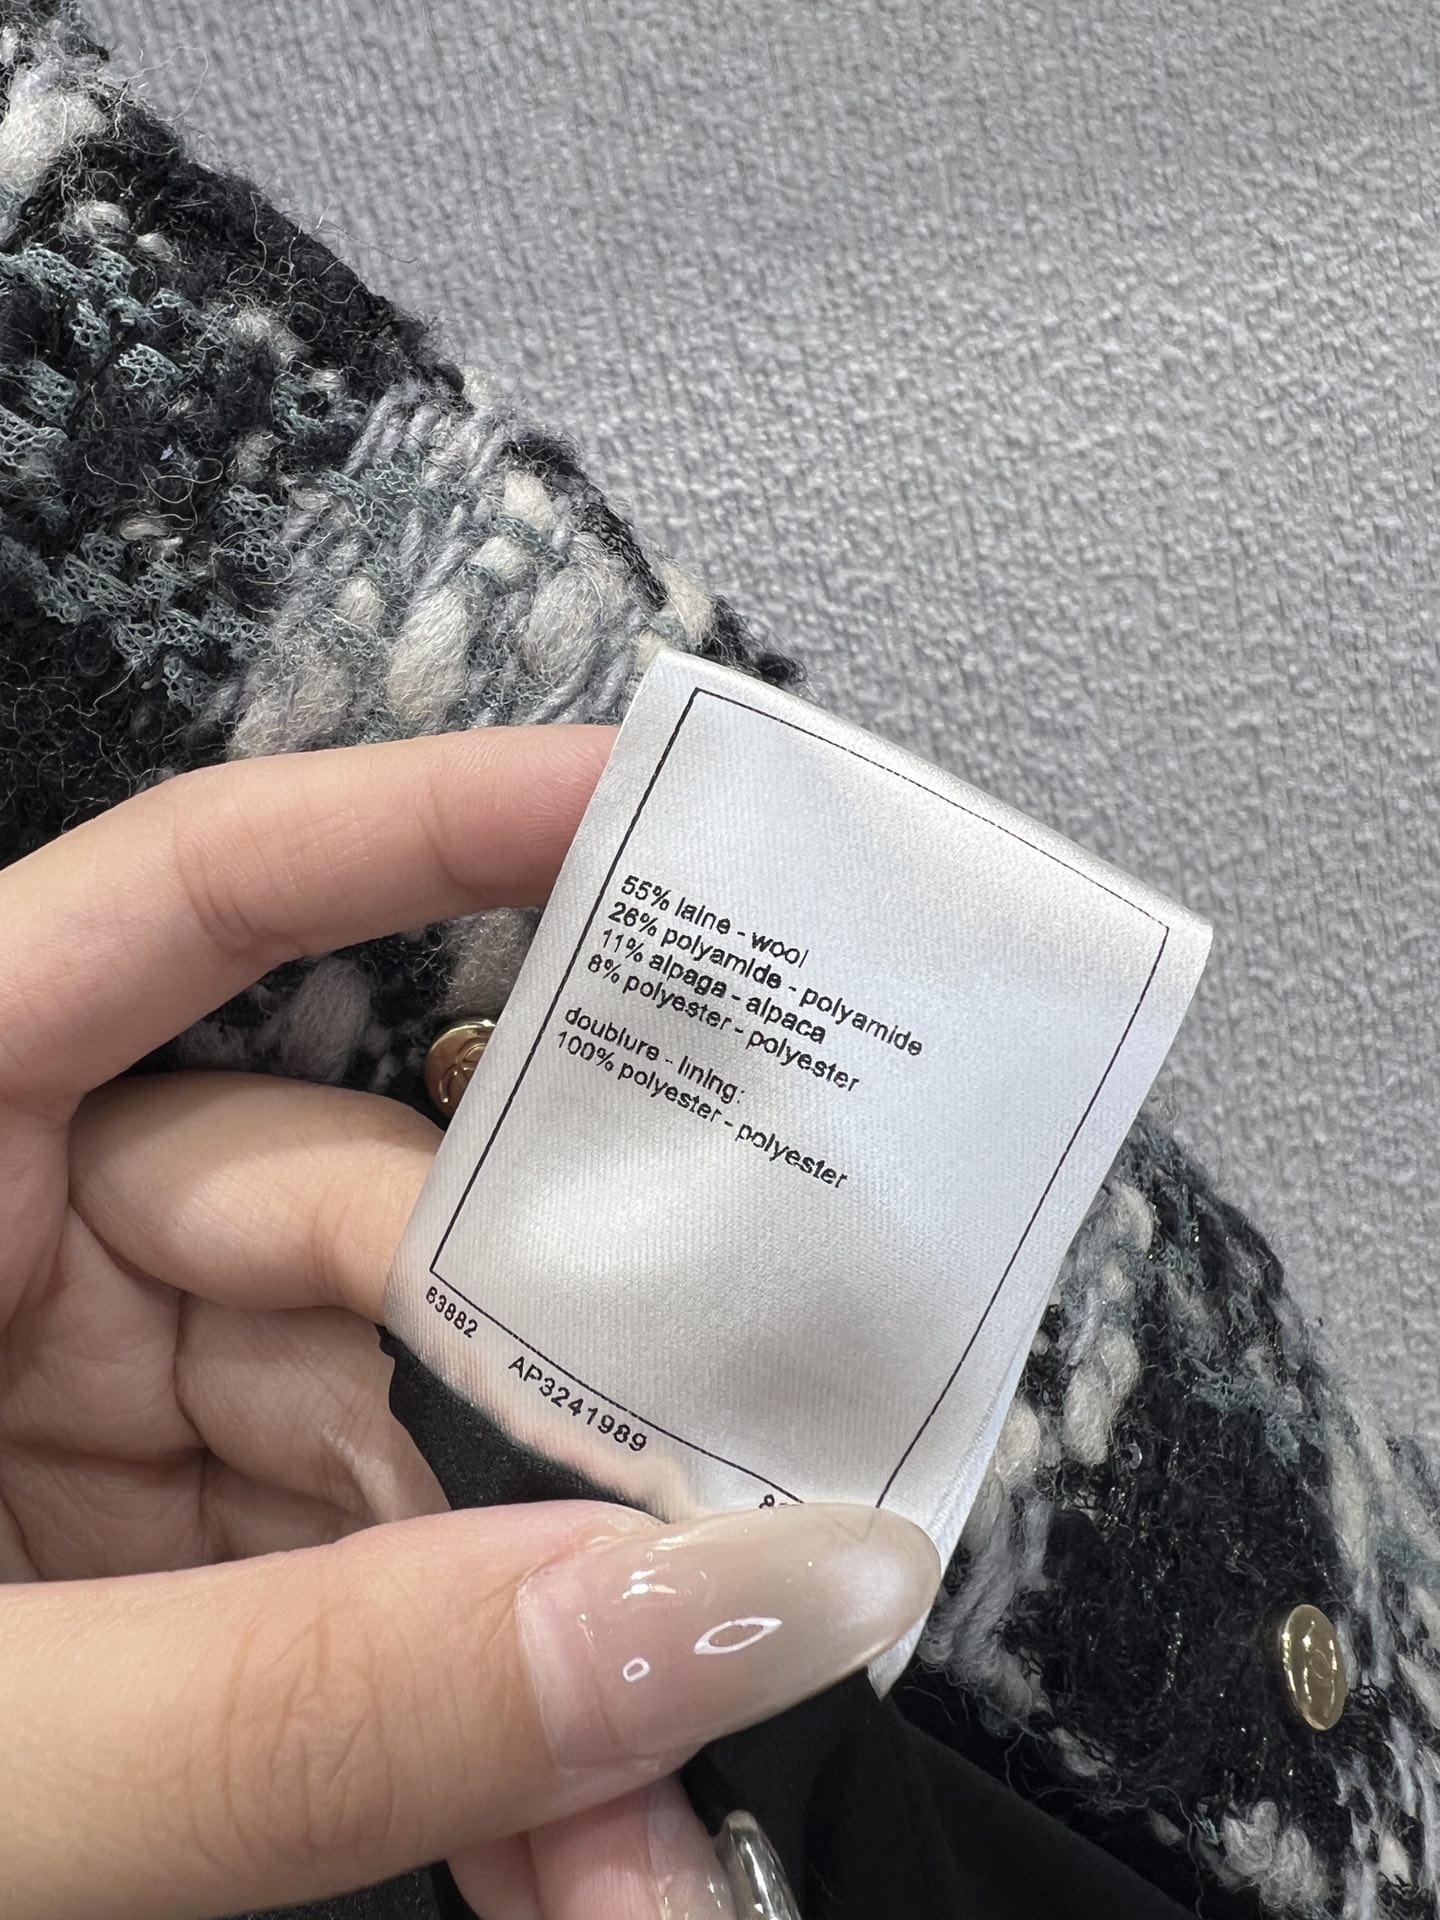 55% laine - wool
26% polyamide - polyamide
11% alpaga - alpaca
8% polyester - polyester
doublure - lining:
100% polyester - polyester
63882 AP3241989